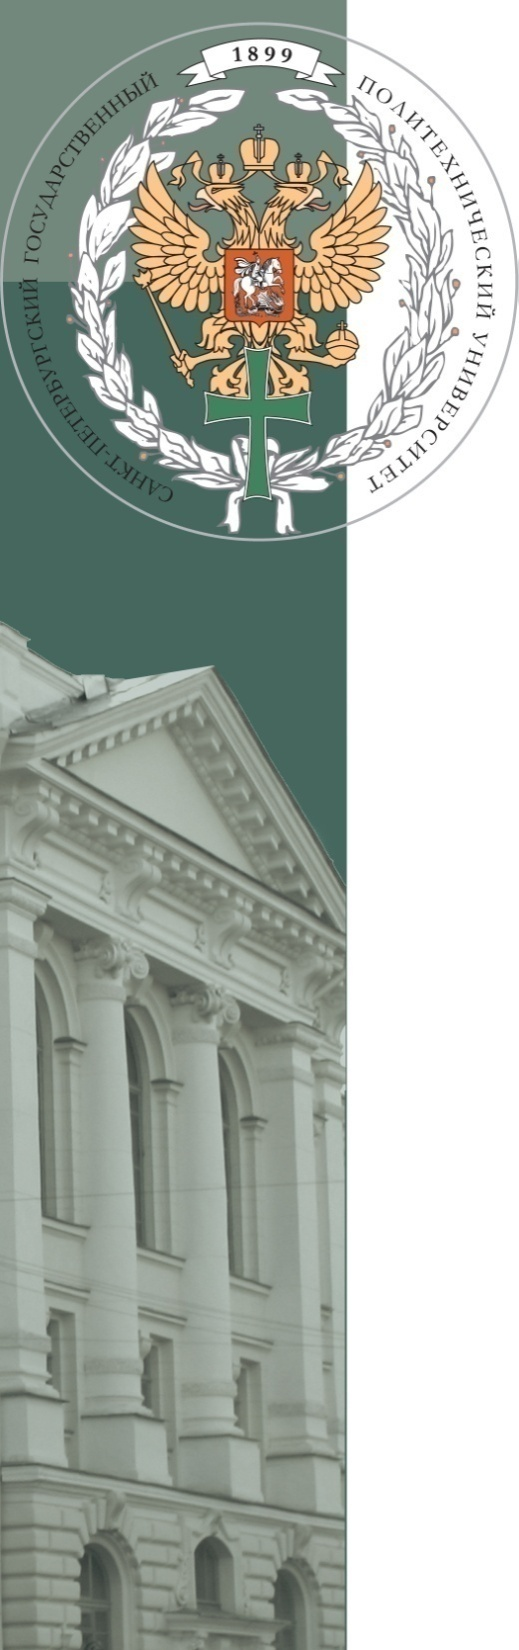 1899
САНКТ-ПЕТЕРБУРГСКИЙ ГОСУДАРСТВЕННЫЙ
ПОЛИТЕХНИЧЕСКИЙ УНИВЕРСИТЕТ